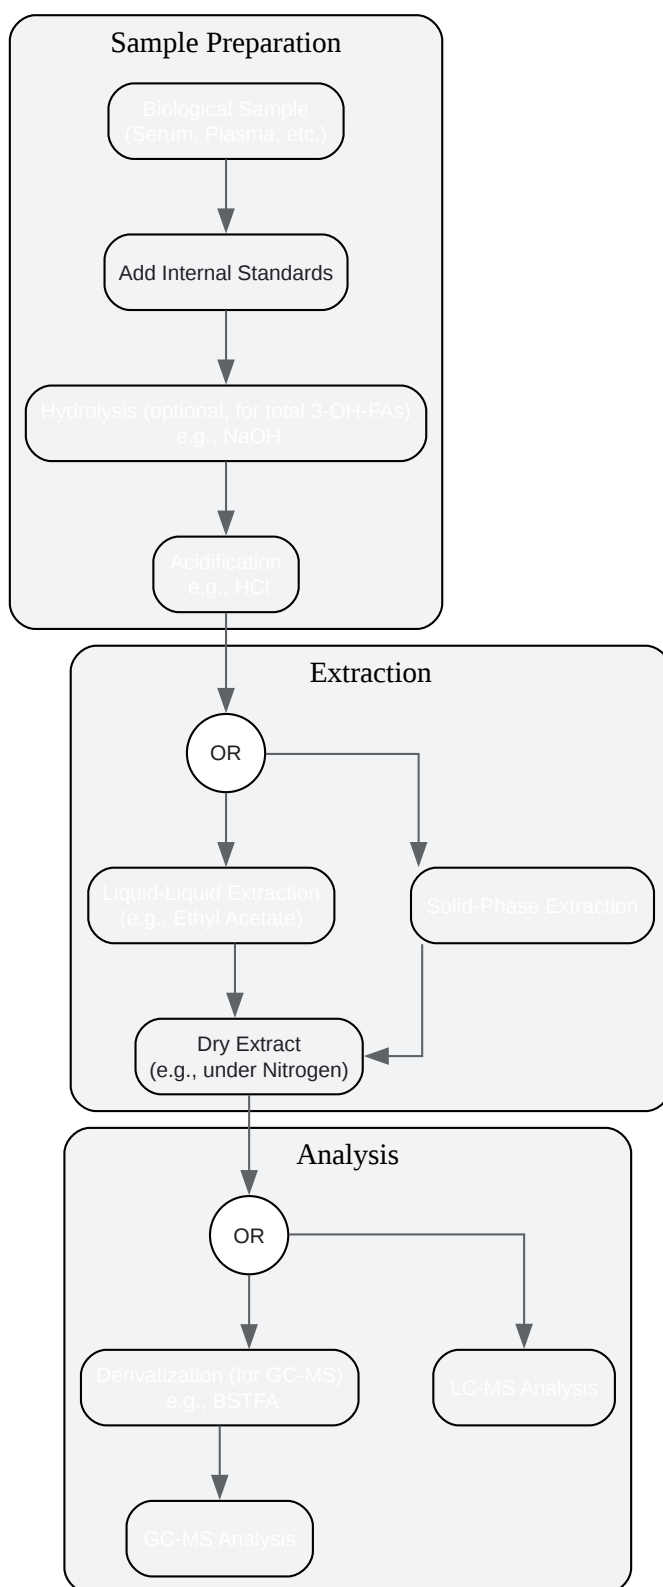 Sample Preparation
Biological Sample
(Serum, Plasma, etc.)
Add Internal Standards
Hydrolysis (optional, for total 3-OH-FAs)
e.g., NaOH
Acidification
e.g., HCl
Extraction
OR
Liquid-Liquid Extraction
(e.g., Ethyl Acetate)
Solid-Phase Extraction
Dry Extract
(e.g., under Nitrogen)
Analysis
OR
Derivatization (for GC-MS)
e.g., BSTFA
LC-MS Analysis
GC-MS Analysis